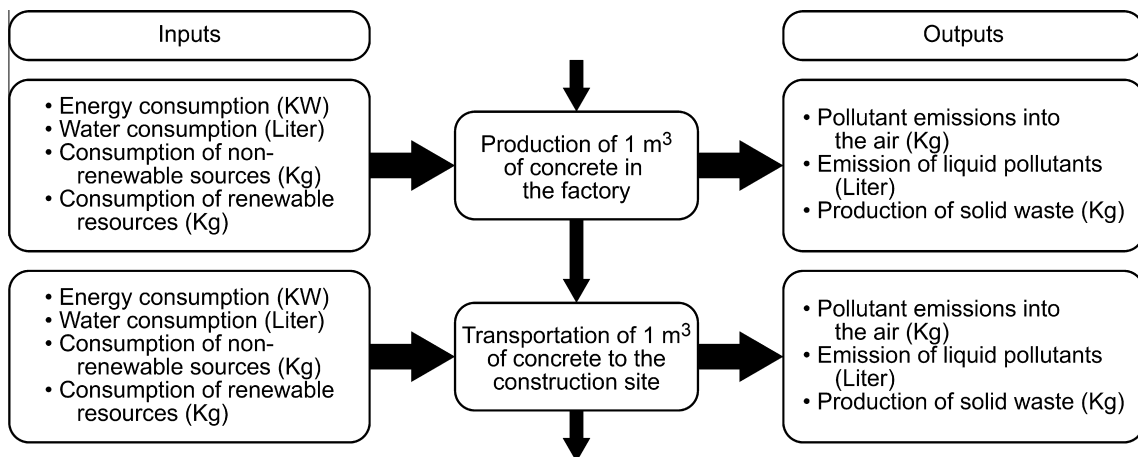 Inputs
Outputs
• Energy consumption (KW)
• Water consumption (Liter)
• Consumption of non-
renewable sources (Kg)
• Consumption of renewable
resources (Kg)
Production of 1 m³
of concrete in
the factory
• Pollutant emissions into
the air (Kg)
• Emission of liquid pollutants
(Liter)
• Production of solid waste (Kg)
• Energy consumption (KW)
• Water consumption (Liter)
• Consumption of non-
renewable sources (Kg)
• Consumption of renewable
resources (Kg)
Transportation of 1 m³
of concrete to the
construction site
• Pollutant emissions into
the air (Kg)
• Emission of liquid pollutants
(Liter)
• Production of solid waste (Kg)